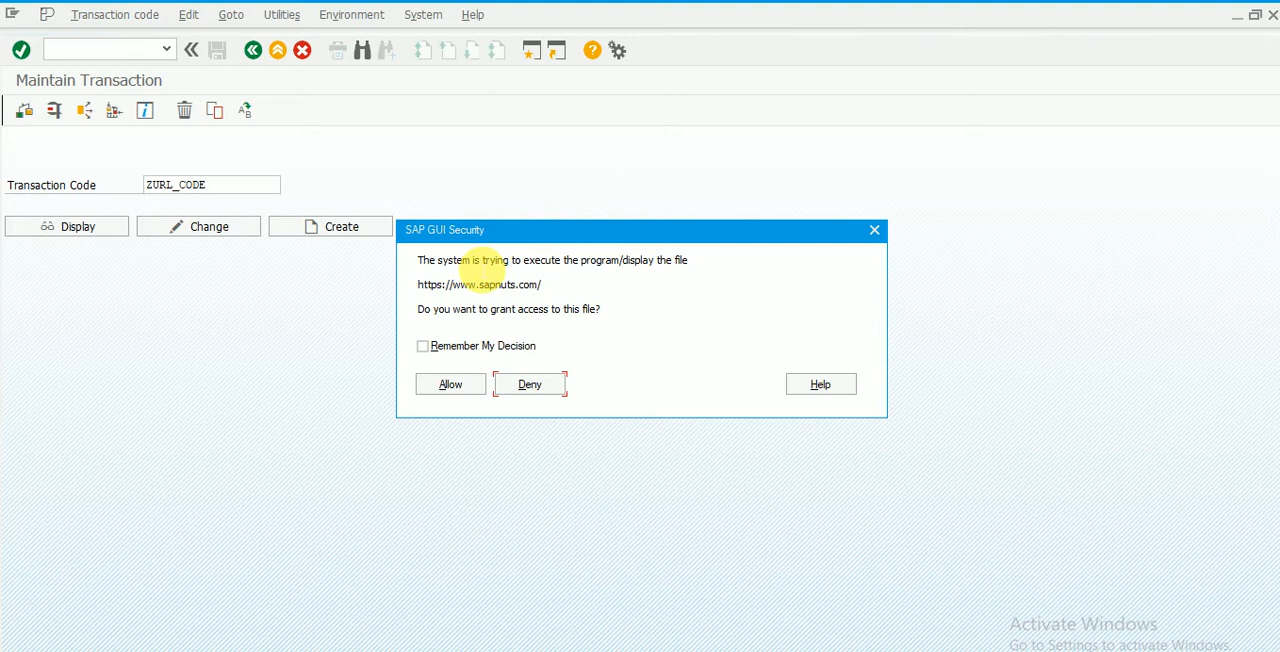 Transaction code Edit Goto Utilities Environment System Help
Maintain Transaction
Transaction Code ZURL_CODE
Display Change Create
SAP GUI Security
The system is trying to execute the program/display the file
https://www.sapnuts.com/
Do you want to grant access to this file?
Remember My Decision
Allow Deny Help
Activate Windows
Go to Settings to activate Windows.